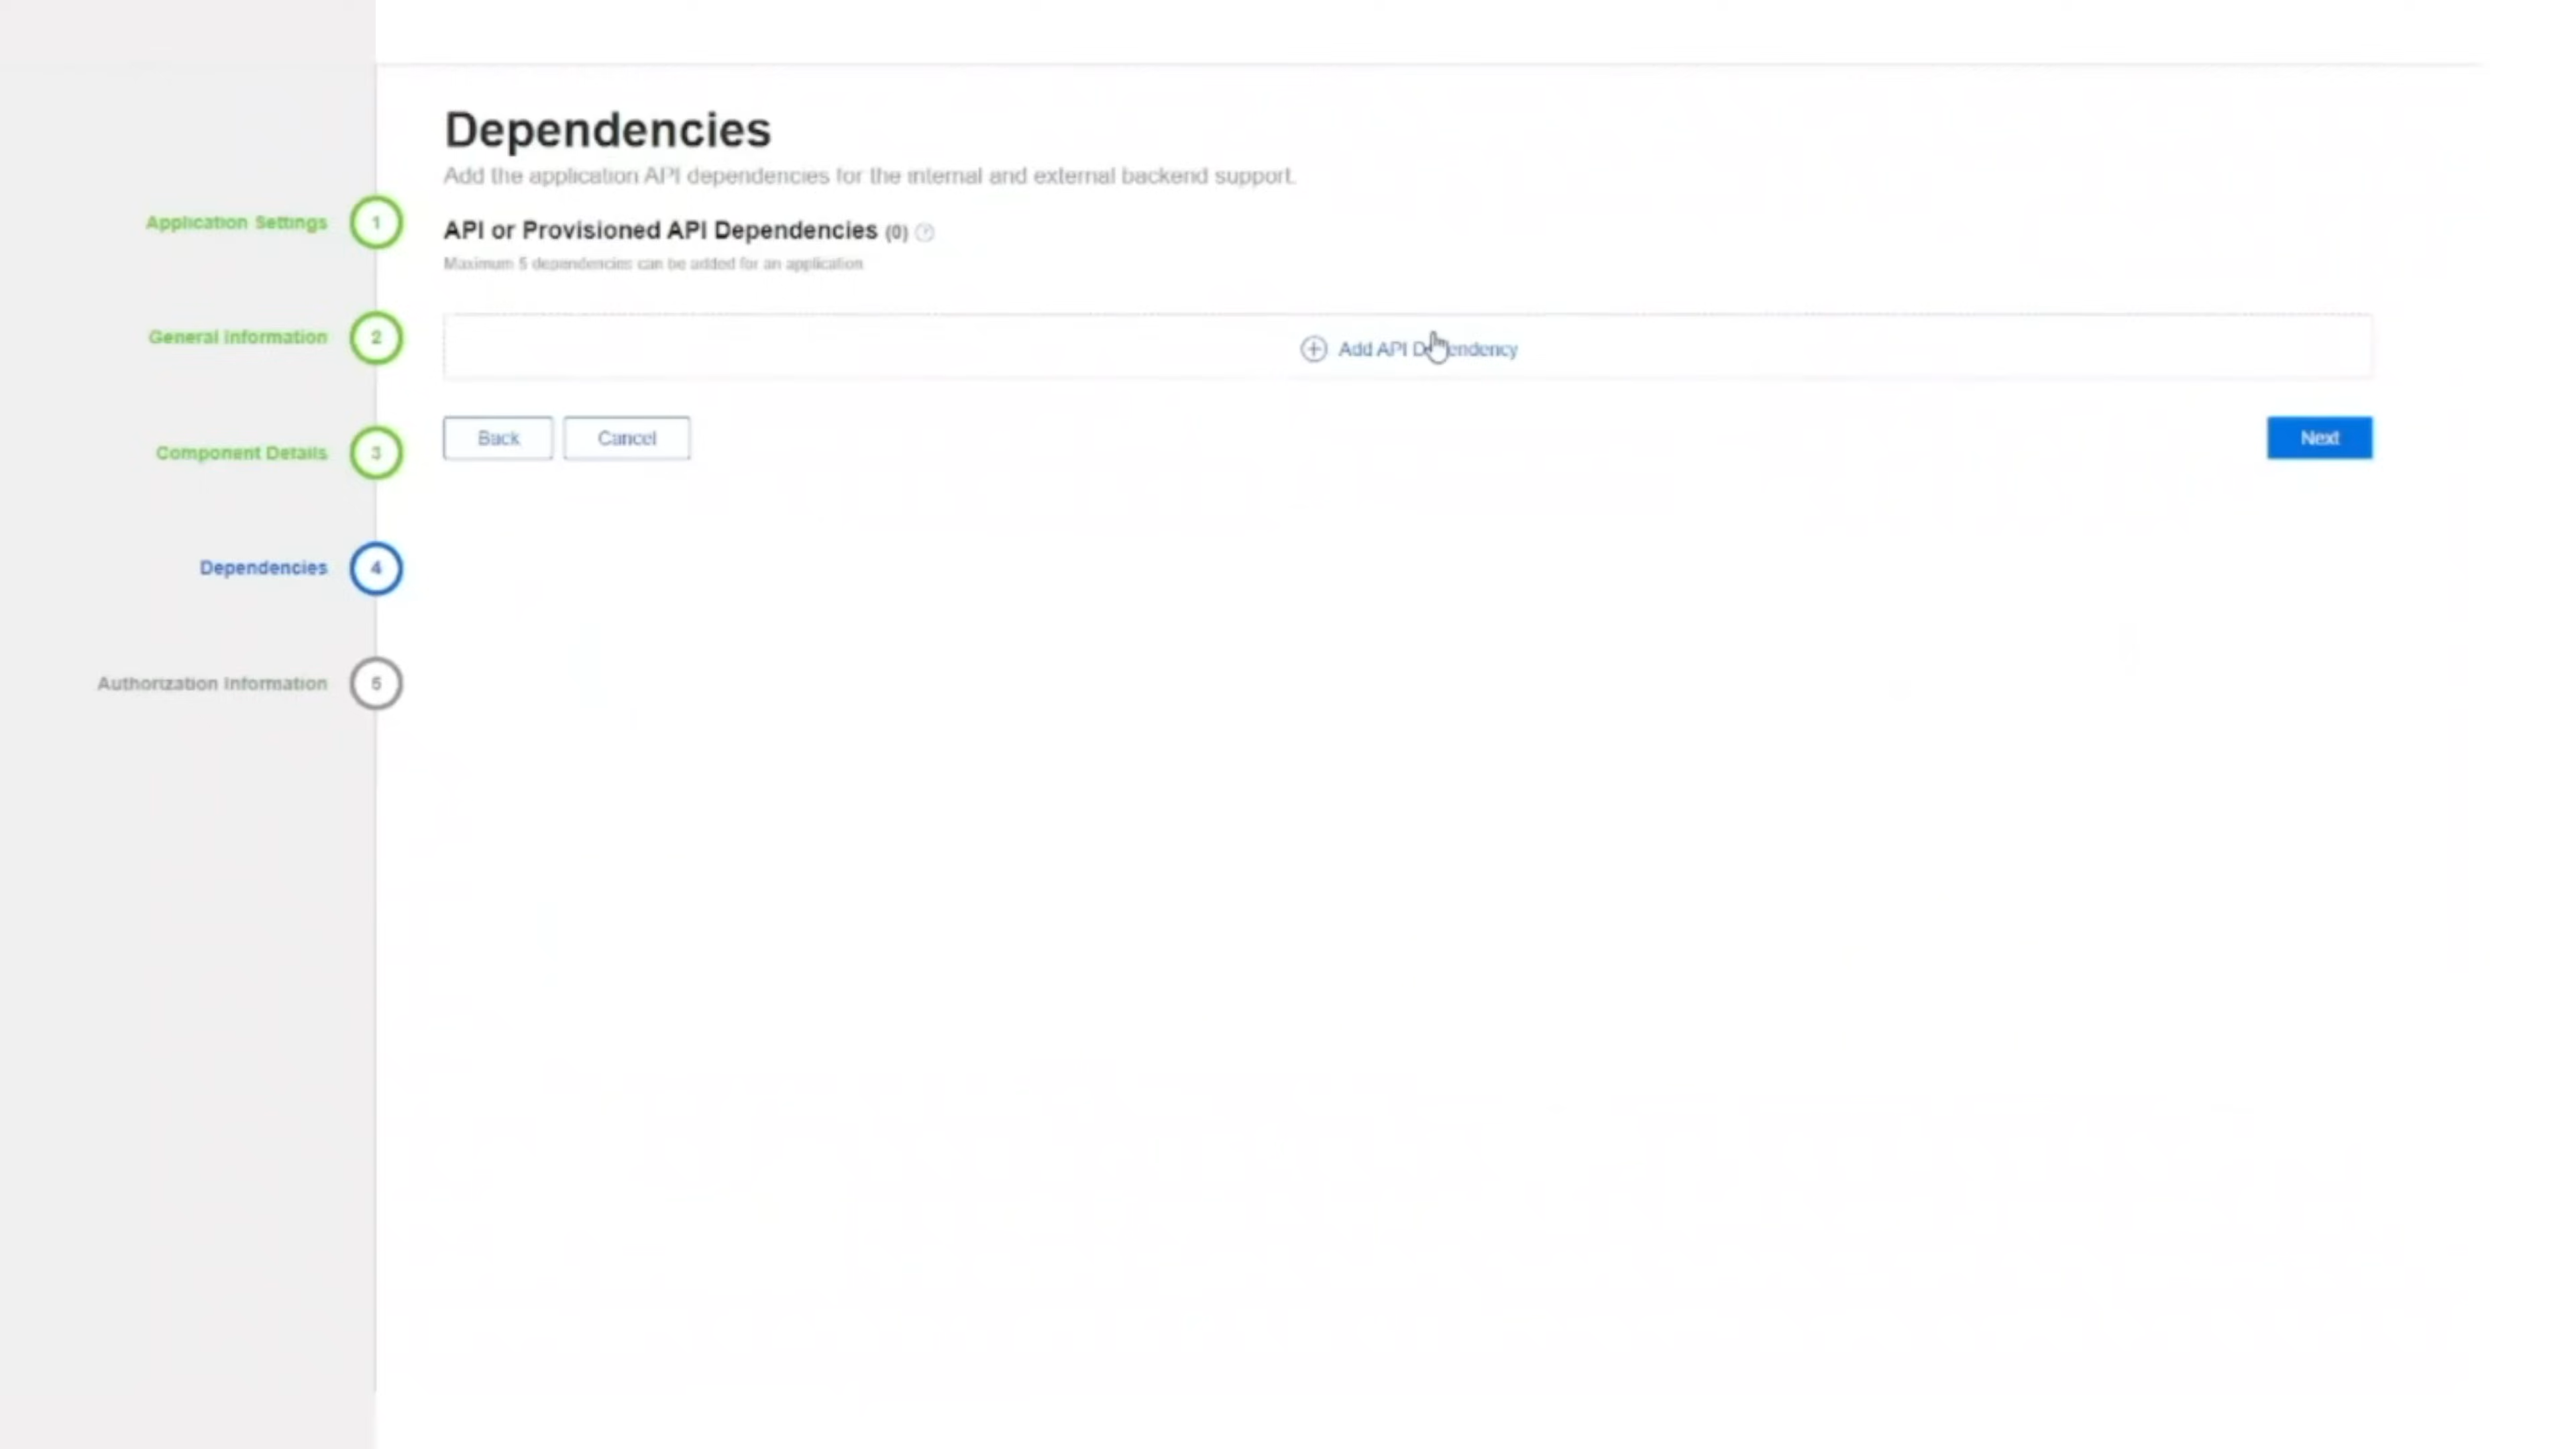 Dependencies
Add the application API dependencies for the internal and external backend support.
API or Provisioned API Dependencies (0)
Maximum 5 dependencies can be added for an application
Add API Dependency
Back
Cancel
Next
Application Settings 1
General Information 2
Component Details 3
Dependencies 4
Authorization Information 5